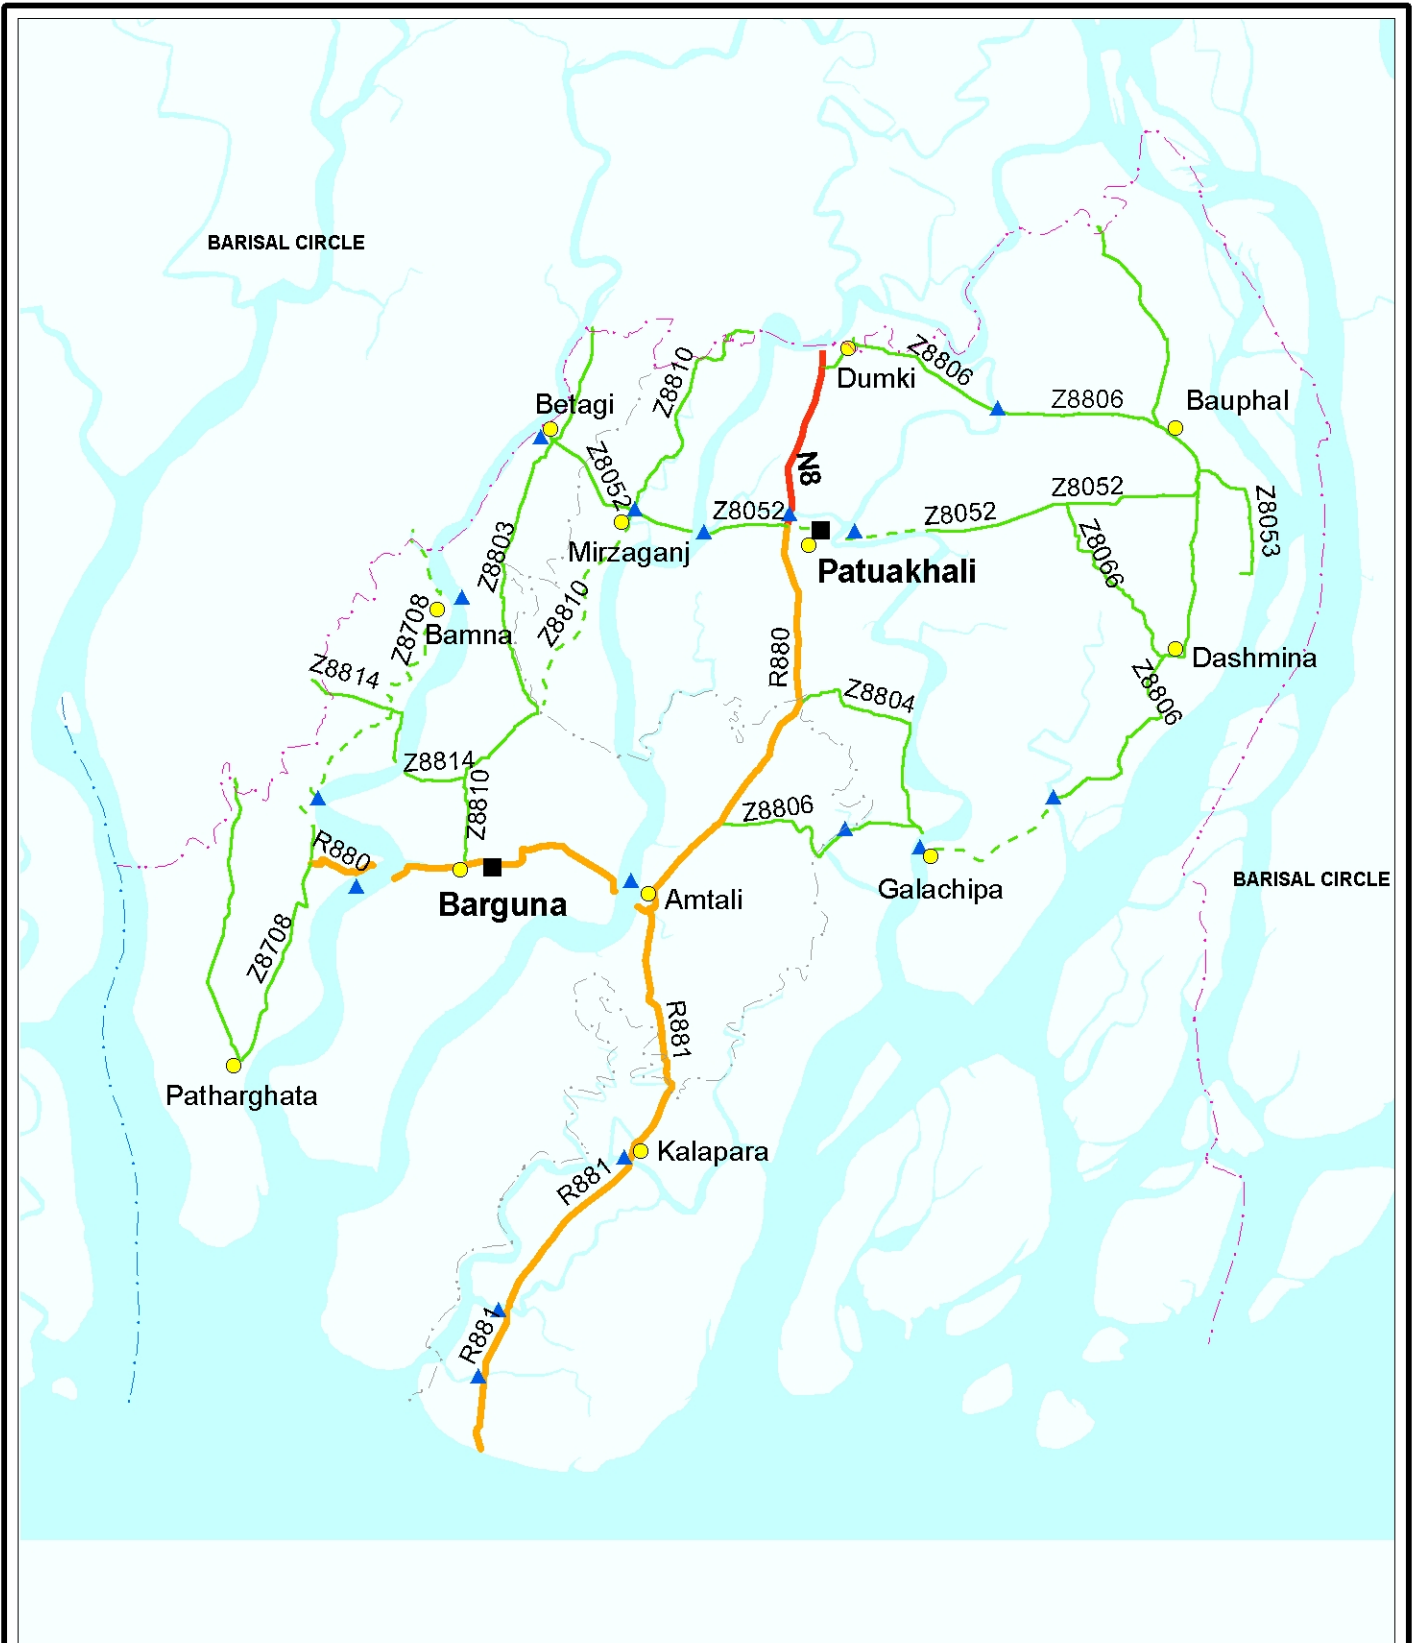 BARISAL CIRCLE
Z8810
Z8806
Dumki
Betagi
Z8806
Bauphal
Z8052
N8
Z8052
Z8052
Z8052
Z8053
Mirzaganj
Z8803
Patuakhali
Z8066
Z8810
Z8708
Bamna
R880
Dashmina
Z8814
Z8804
Z8806
Z8814
Z8810
Z8806
R880
Barguna
Amtali
Galachipa
BARISAL CIRCLE
Z8708
R881
Patharghata
Kalapara
R881
R881